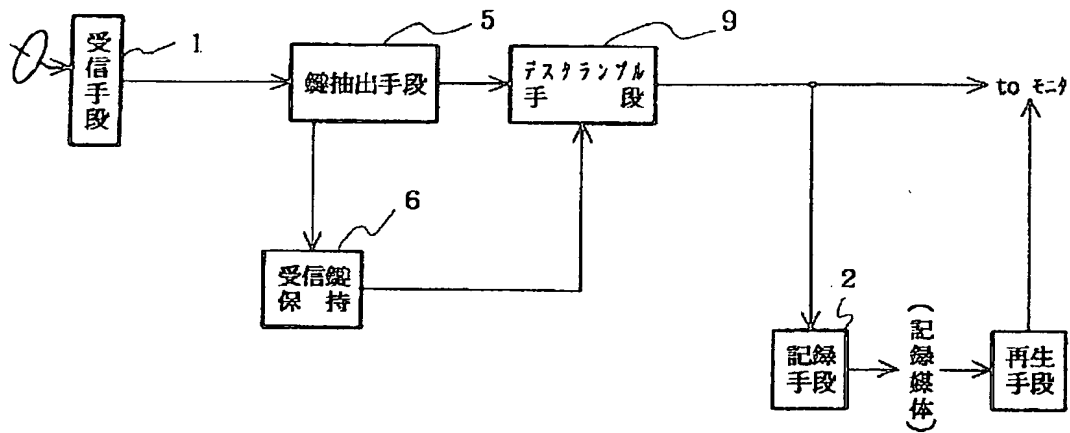 受信手段
1
鍵抽出手段
5
デスクランブル
手 段
9
to モニタ
受信鍵
保 持
6
記録
手段
2
(記録媒体)
再生
手段